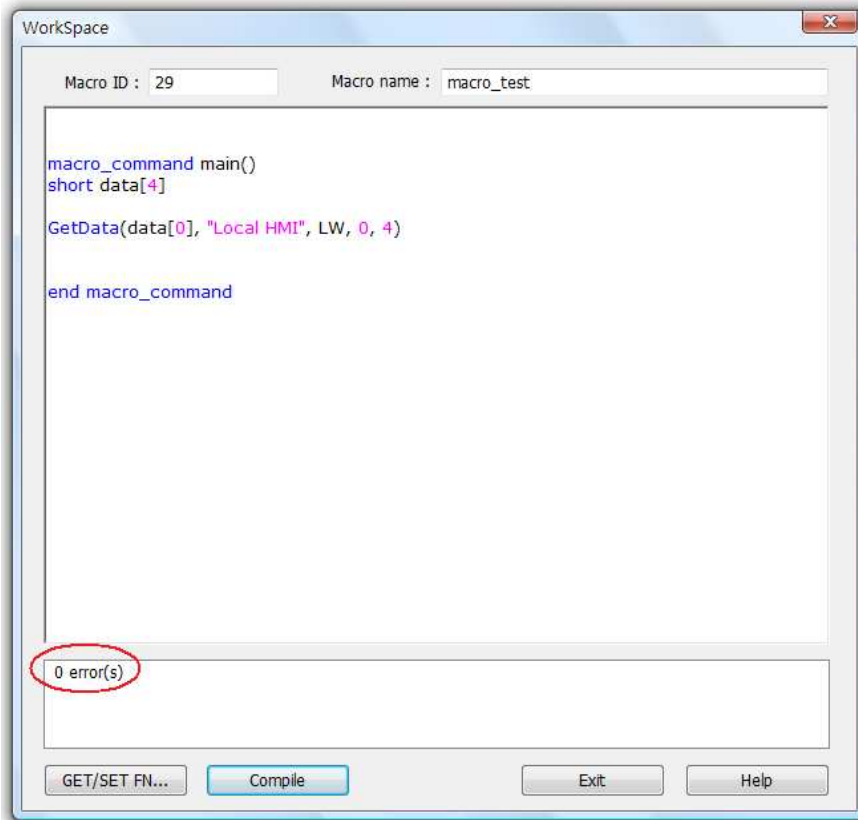 WorkSpace
Macro ID : 29 Macro name : macro_test
macro_command main()
short data[4]
GetData(data[0], "Local HMI", LW, 0, 4)
end macro_command
0 error(s)
GET/SET FN... Compile Exit Help